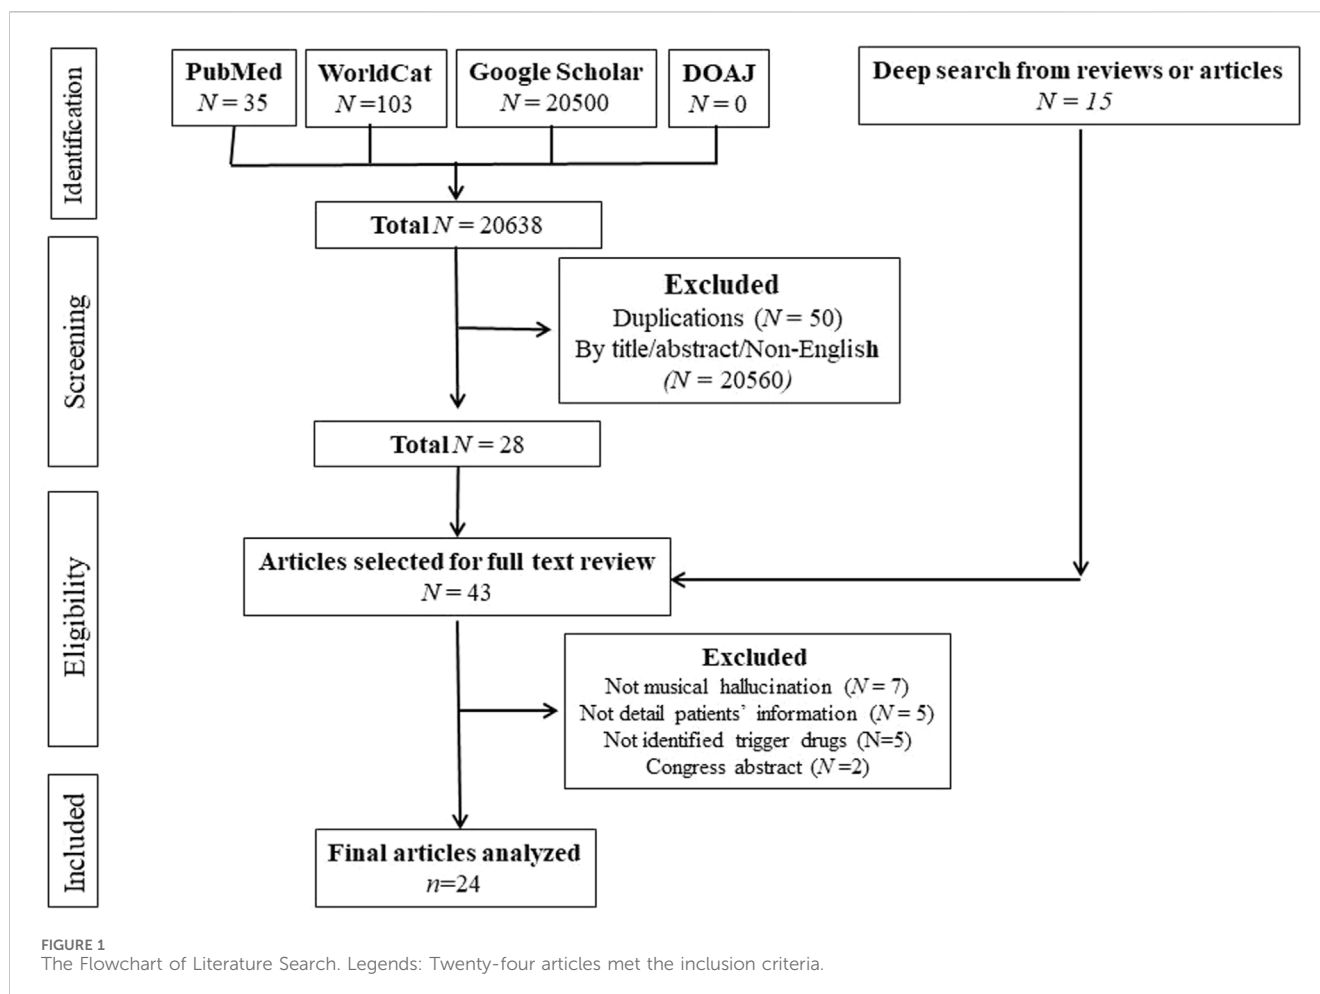 Identification
PubMed
N = 35
WorldCat
N =103
Google Scholar
N = 20500
DOAJ
N = 0
Deep search from reviews or articles
N = 15
Total N = 20638
Screening
Excluded
Duplications (N = 50)
By title/abstract/Non-English
(N = 20560)
Total N = 28
Eligibility
Articles selected for full text review
N = 43
Excluded
Not musical hallucination (N = 7)
Not detail patients’ information (N = 5)
Not identified trigger drugs (N=5)
Congress abstract (N =2)
Included
Final articles analyzed
n=24
FIGURE 1
The Flowchart of Literature Search. Legends: Twenty-four articles met the inclusion criteria.